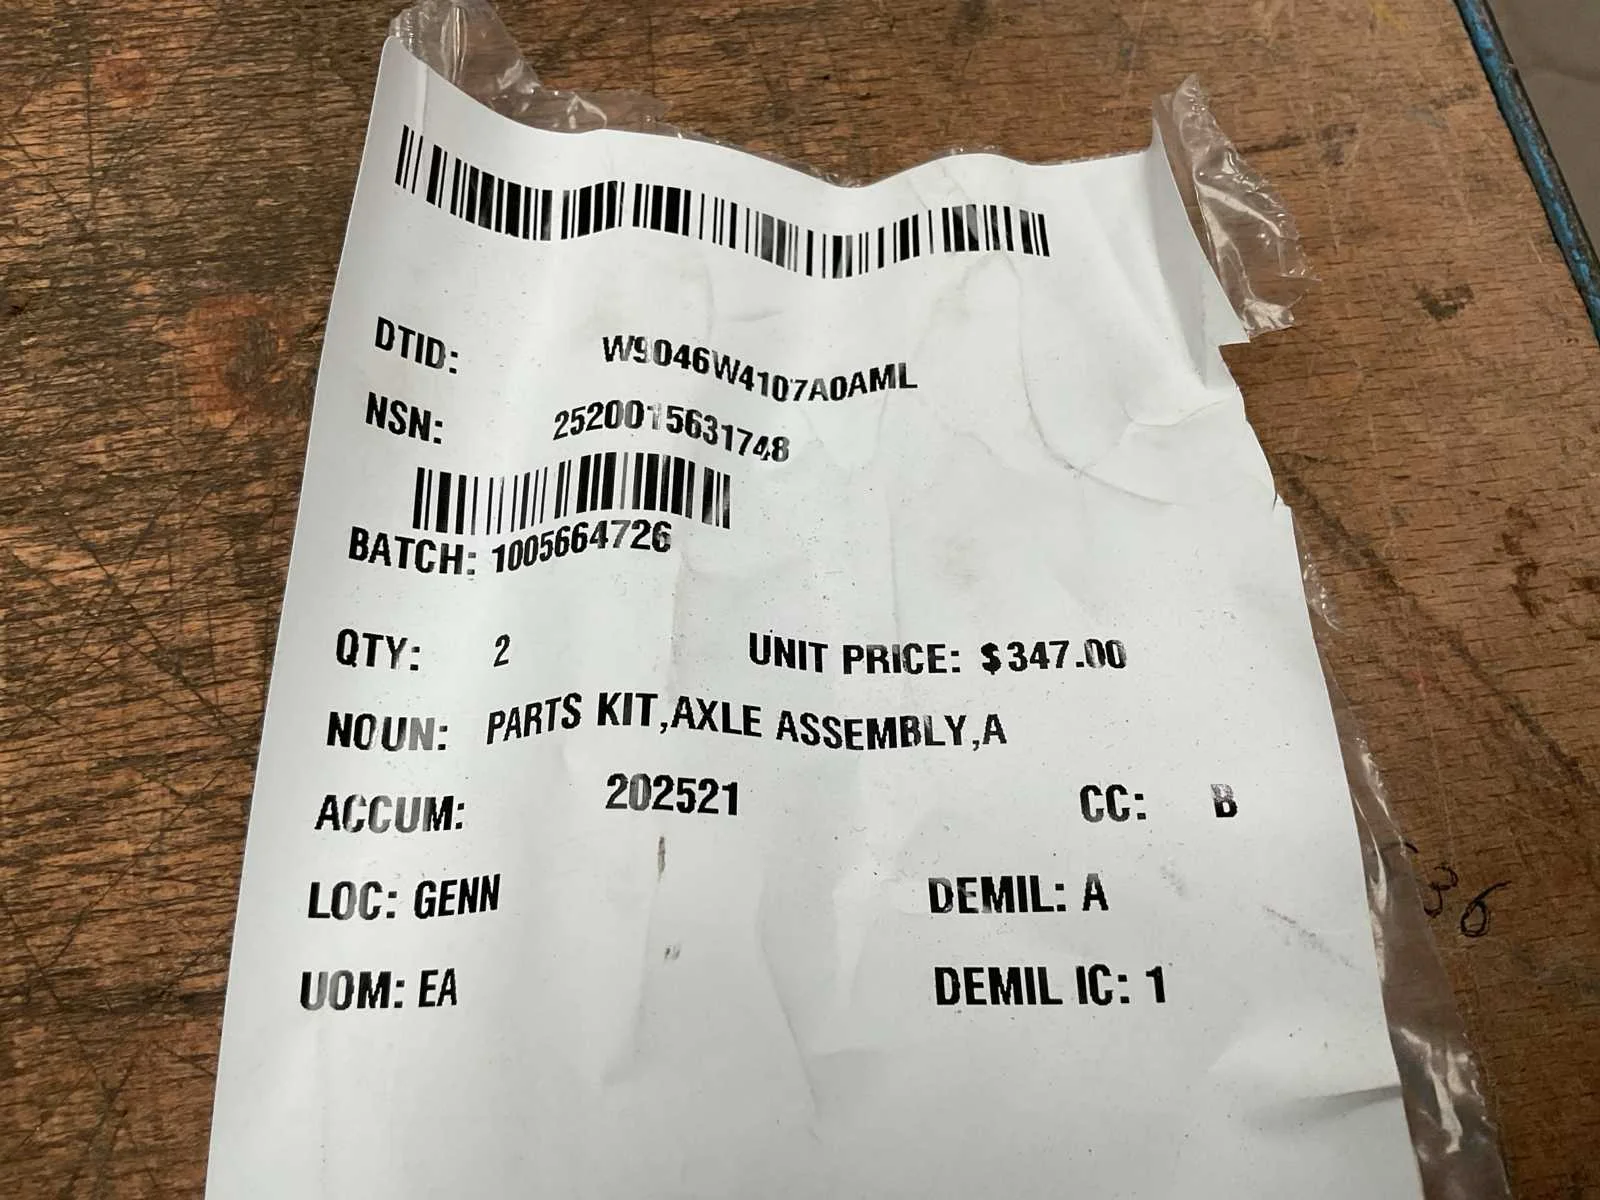 DTID: W9046W4107A0AML
NSN: 2520015631748
BATCH: 1005664726
QTY: 2 UNIT PRICE: $347.00
NOUN: PARTS KIT,AXLE ASSEMBLY,A
ACCUM: 202521 CC: B
LOC: GENN DEMIL: A
UOM: EA DEMIL IC: 1